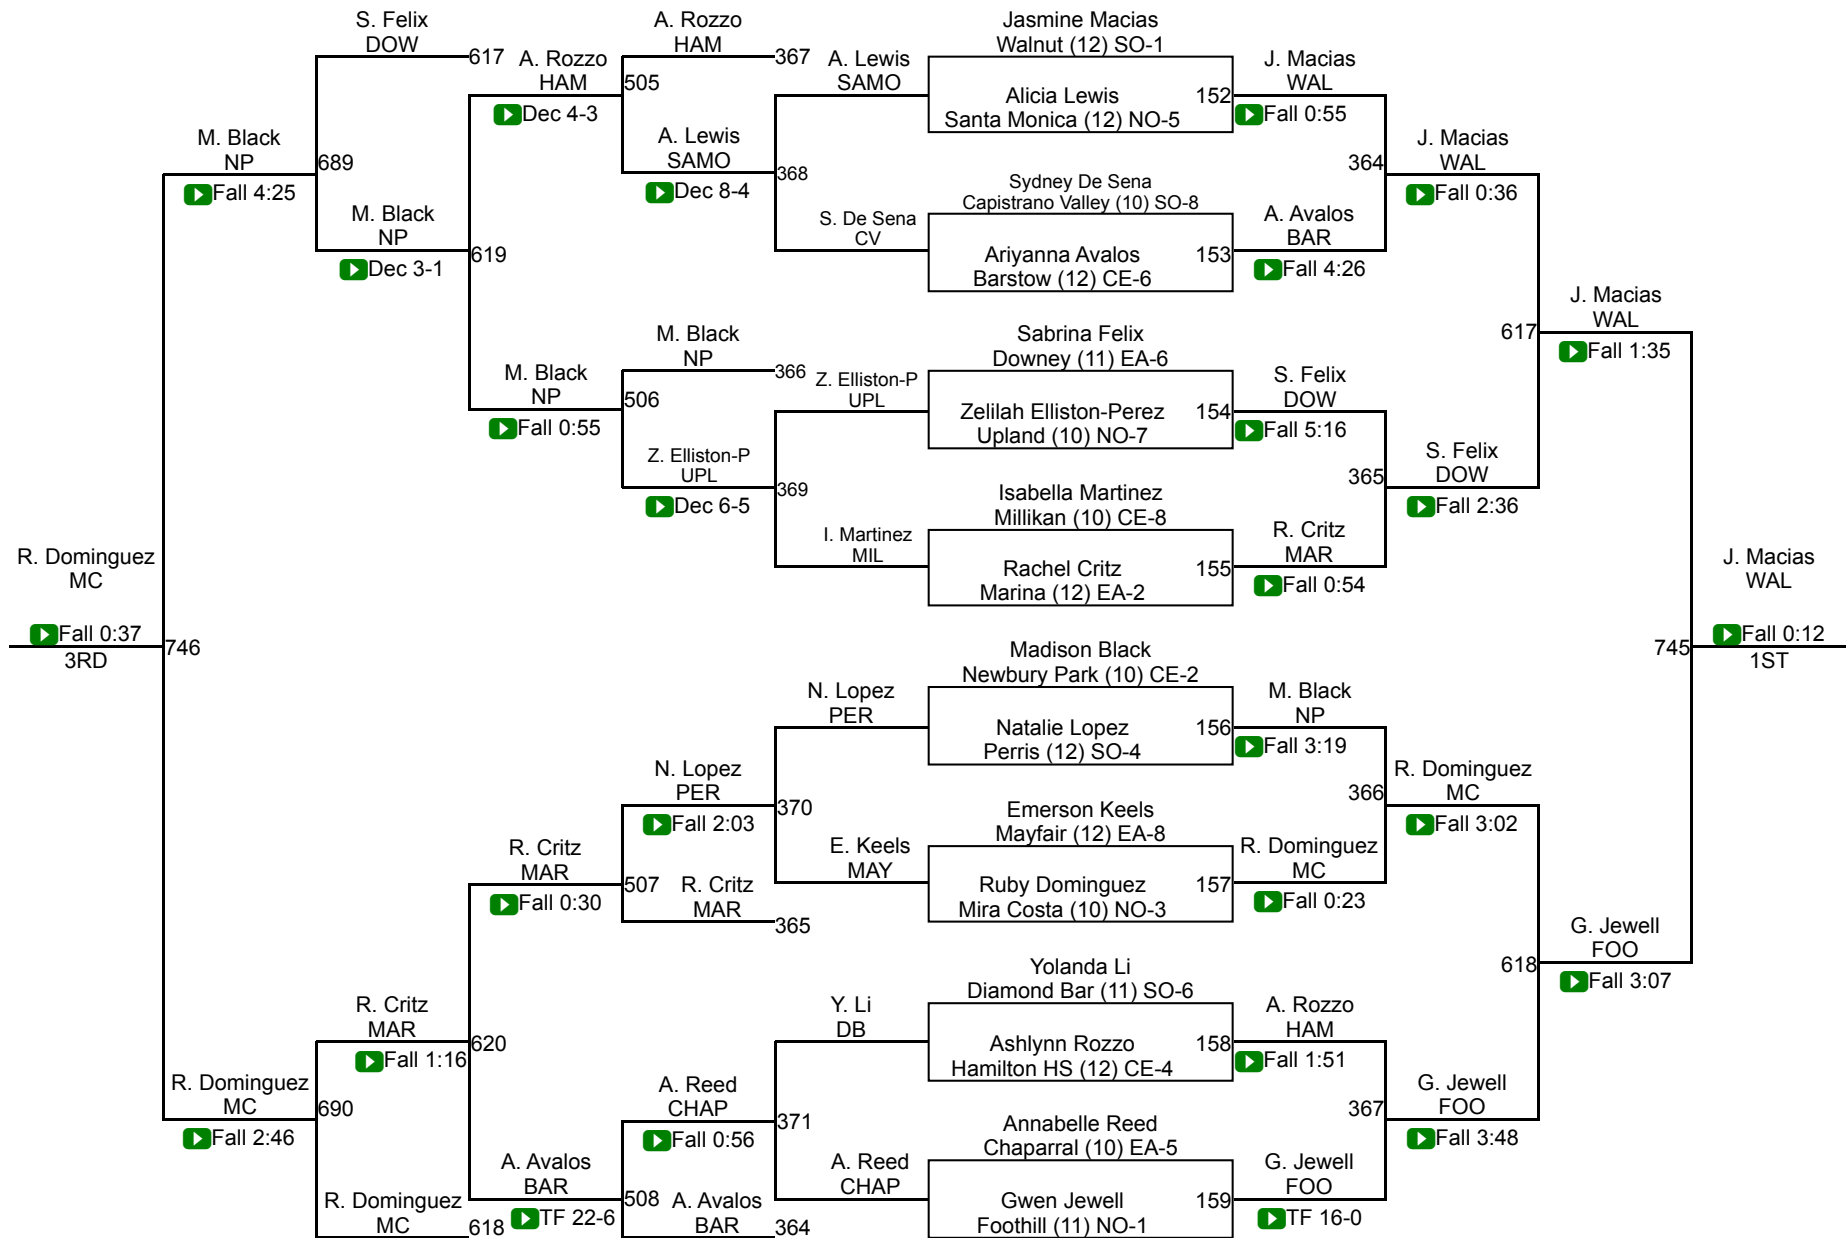 S. Felix
DOW
617
A. Rozzo
HAM
Dec 4-3
A. Rozzo
HAM
367
505
A. Lewis
SAMO
Dec 8-4
A. Lewis
SAMO
368
S. De Sena
CV
Jasmine Macias
Walnut (12) SO-1
Alicia Lewis
Santa Monica (12) NO-5
152
J. Macias
WAL
Fall 0:55
Sydney De Sena
Capistrano Valley (10) SO-8
Ariyanna Avalos
Barstow (12) CE-6
153
A. Avalos
BAR
Fall 4:26
364
J. Macias
WAL
Fall 0:36
M. Black
NP
Fall 4:25
689
M. Black
NP
Dec 3-1
619
M. Black
NP
Fall 0:55
M. Black
NP
366
506
Z. Elliston-P
UPL
Dec 6-5
Z. Elliston-P
UPL
369
I. Martinez
MIL
Sabrina Felix
Downey (11) EA-6
Zelilah Elliston-Perez
Upland (10) NO-7
154
S. Felix
DOW
Fall 5:16
Isabella Martinez
Millikan (10) CE-8
Rachel Critz
Marina (12) EA-2
155
R. Critz
MAR
Fall 0:54
365
S. Felix
DOW
Fall 2:36
617
J. Macias
WAL
Fall 1:35
R. Dominguez
MC
Fall 0:37
3RD
746
745
J. Macias
WAL
Fall 0:12
1ST
N. Lopez
PER
Fall 2:03
N. Lopez
PER
370
E. Keels
MAY
Madison Black
Newbury Park (10) CE-2
Natalie Lopez
Perris (12) SO-4
156
M. Black
NP
Fall 3:19
Emerson Keels
Mayfair (12) EA-8
Ruby Dominguez
Mira Costa (10) NO-3
157
R. Dominguez
MC
Fall 0:23
366
R. Dominguez
MC
Fall 3:02
R. Critz
MAR
Fall 0:30
507
R. Critz
MAR
365
618
G. Jewell
FOO
Fall 3:07
R. Critz
MAR
Fall 1:16
620
Y. Li
DB
A. Reed
CHAP
Fall 0:56
371
A. Reed
CHAP
Yolanda Li
Diamond Bar (11) SO-6
Ashlynn Rozzo
Hamilton HS (12) CE-4
158
A. Rozzo
HAM
Fall 1:51
Annabelle Reed
Chaparral (10) EA-5
Gwen Jewell
Foothill (11) NO-1
159
G. Jewell
FOO
TF 16-0
367
G. Jewell
FOO
Fall 3:48
R. Dominguez
MC
Fall 2:46
690
R. Dominguez
MC
618
A. Avalos
BAR
TF 22-6
508
A. Avalos
BAR
364